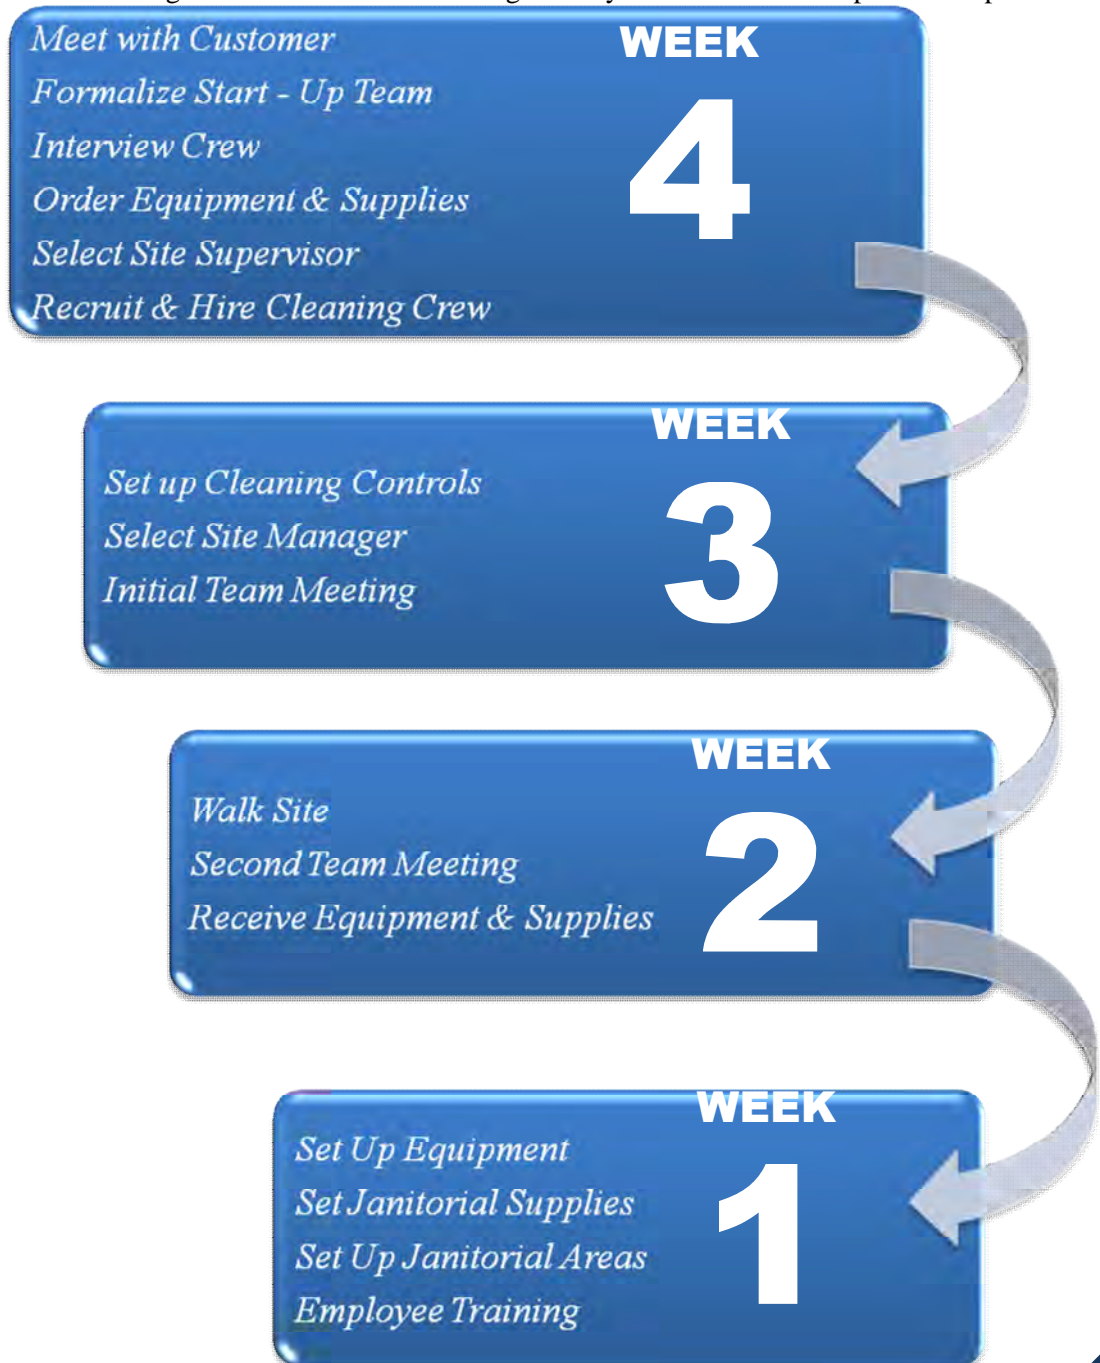 Meet with Customer
Formalize Start - Up Team
Interview Crew
Order Equipment & Supplies
Select Site Supervisor
Recruit & Hire Cleaning Crew
WEEK
4
Set up Cleaning Controls
Select Site Manager
Initial Team Meeting
WEEK
3
Walk Site
Second Team Meeting
Receive Equipment & Supplies
WEEK
2
Set Up Equipment
Set Janitorial Supplies
Set Up Janitorial Areas
Employee Training
WEEK
1